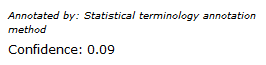 Annotated by: Statistical terminology annotation
method
Confidence: 0.09